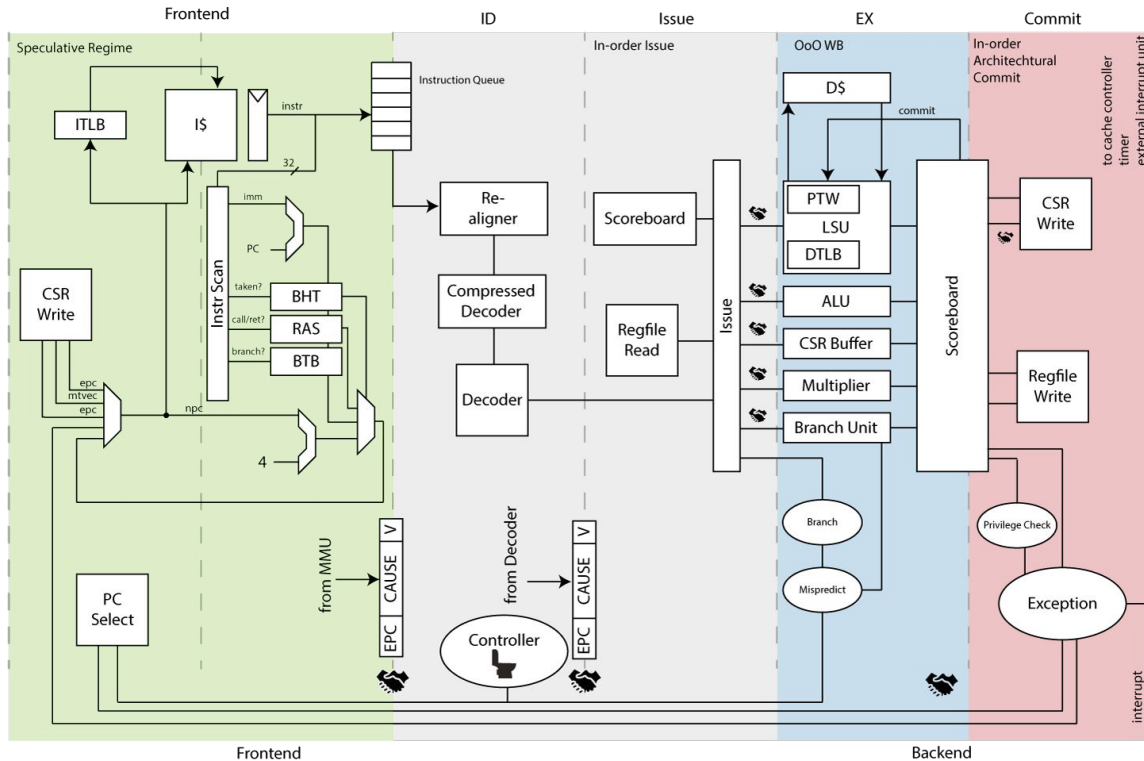 Frontend
ID
Issue
EX
Commit
Speculative Regime
In-order Issue
OoO WB
In-order
Architechtural
Commit
Instruction Queue
ITLB
I$
instr
32
D$
commit
to cache controller
timer
external interrupt unit
Instr Scan
imm
PC
taken?
BHT
call/ret?
RAS
branch?
BTB
CSR
Write
epc
mtvec
epc
npc
4
Re-
aligner
Compressed
Decoder
Decoder
Scoreboard
Regfile
Read
Issue
PTW
LSU
DTLB
ALU
CSR Buffer
Multiplier
Branch Unit
Scoreboard
CSR
Write
Regfile
Write
Branch
Mispredict
Privilege Check
Exception
from MMU
EPC CAUSE V
from Decoder
EPC CAUSE V
PC
Select
Controller
interrupt
Frontend
Backend